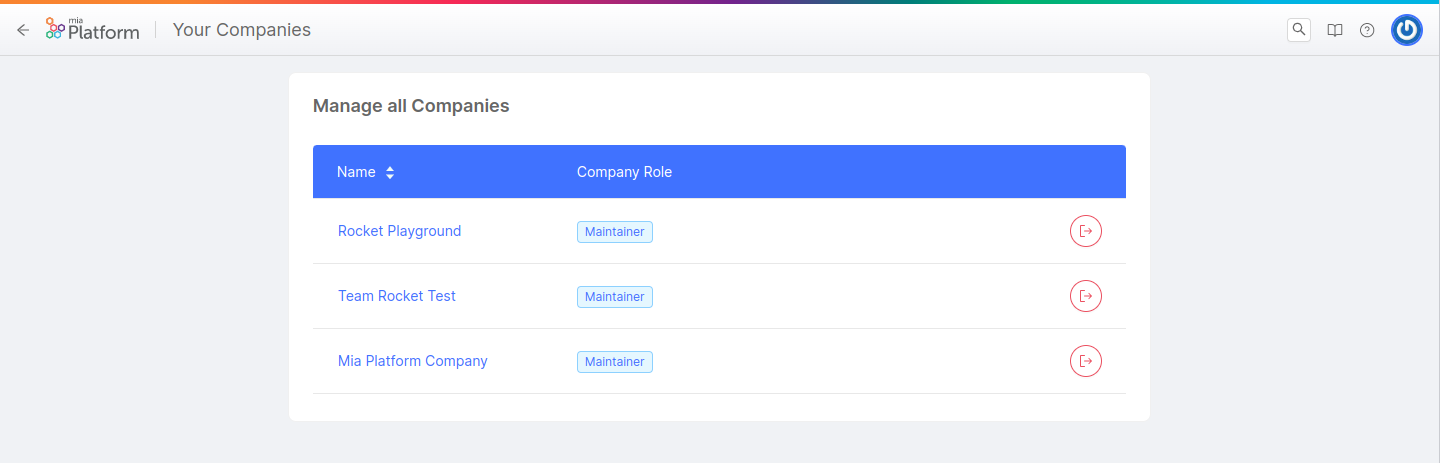 mia
Platform
Your Companies
Manage all Companies
Name
Company Role
Rocket Playground
Maintainer
Team Rocket Test
Maintainer
Mia Platform Company
Maintainer